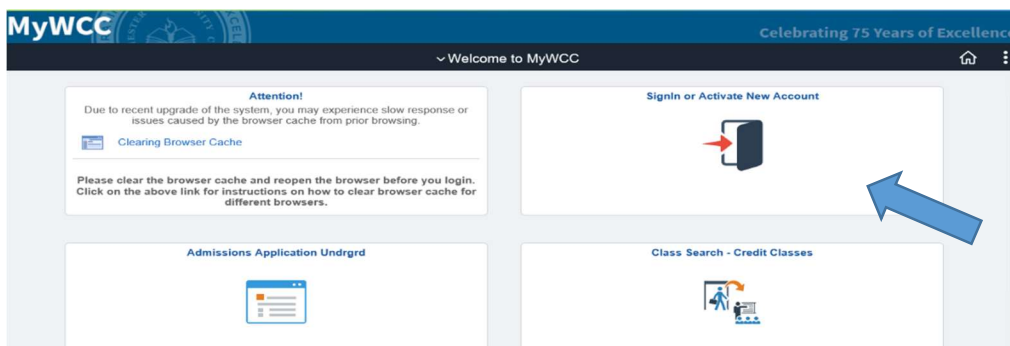 MyWCC
Celebrating 75 Years of Excellence
Welcome to MyWCC
Attention!
Due to recent upgrade of the system, you may experience slow response or
issues caused by the browser cache from prior browsing.
Clearing Browser Cache
Please clear the browser cache and reopen the browser before you login.
Click on the above link for instructions on how to clear browser cache for
different browsers.
SignIn or Activate New Account
Admissions Application Undrgrd
Class Search - Credit Classes